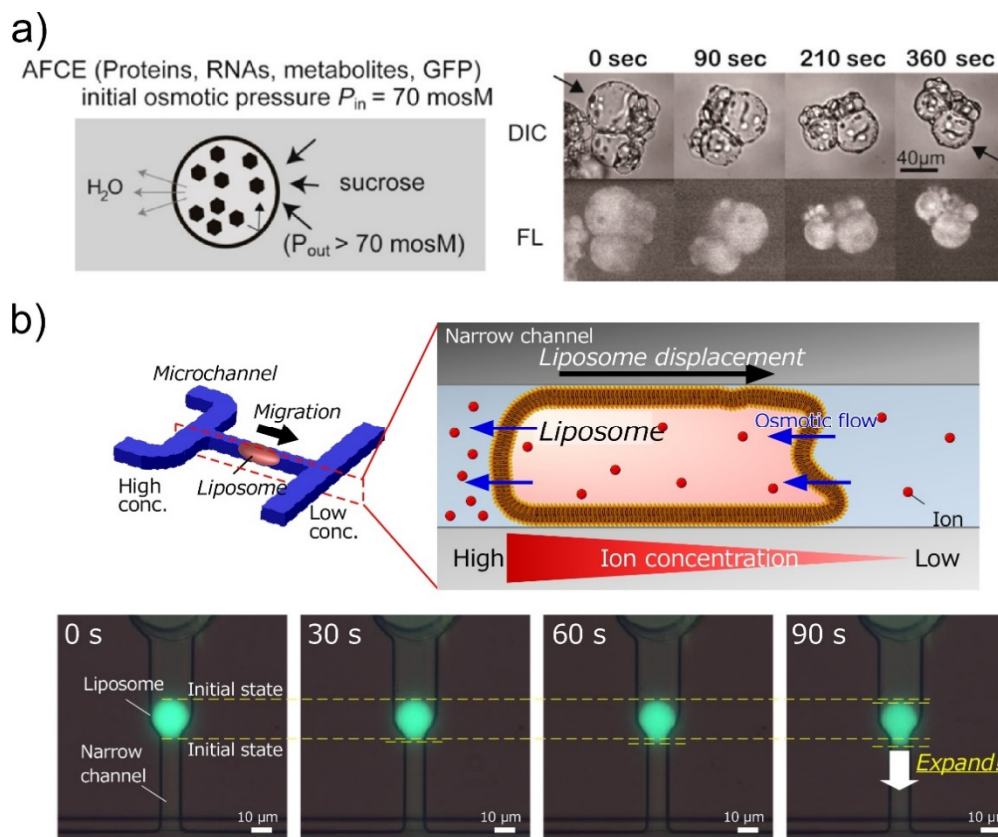 a)
AFCE (Proteins, RNAs, metabolites, GFP)
initial osmotic pressure P_in = 70 mosM
H₂O
sucrose
(P_out > 70 mosM)
0 sec 90 sec 210 sec 360 sec
DIC
40µm
FL
b)
Microchannel
Migration
Liposome
High conc.
Low conc.
Narrow channel
Liposome displacement
Liposome
Osmotic flow
Ion
High
Ion concentration
Low
0 s
30 s
60 s
90 s
Liposome
Initial state
Initial state
Narrow channel
Expand!
10 µm
10 µm
10 µm
10 µm